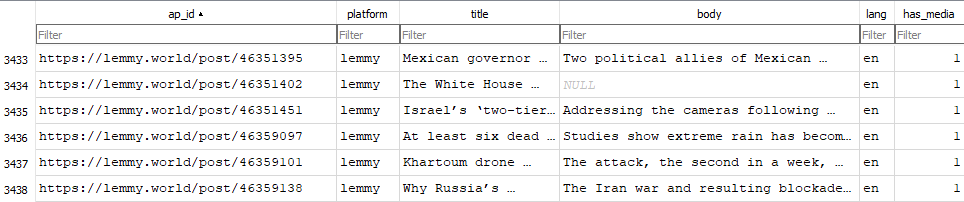 ap_id platform title body lang has_media
Filter Filter Filter Filter Filter Filter
3433 https://lemmy.world/post/46351395 lemmy Mexican governor … Two political allies of Mexican … en 1
3434 https://lemmy.world/post/46351402 lemmy The White House … NULL en 1
3435 https://lemmy.world/post/46351451 lemmy Israel’s ‘two-tier… Addressing the cameras following … en 1
3436 https://lemmy.world/post/46359097 lemmy At least six dead … Studies show extreme rain has becom… en 1
3437 https://lemmy.world/post/46359101 lemmy Khartoum drone … The attack, the second in a week, … en 1
3438 https://lemmy.world/post/46359138 lemmy Why Russia’s … The Iran war and resulting blockade… en 1